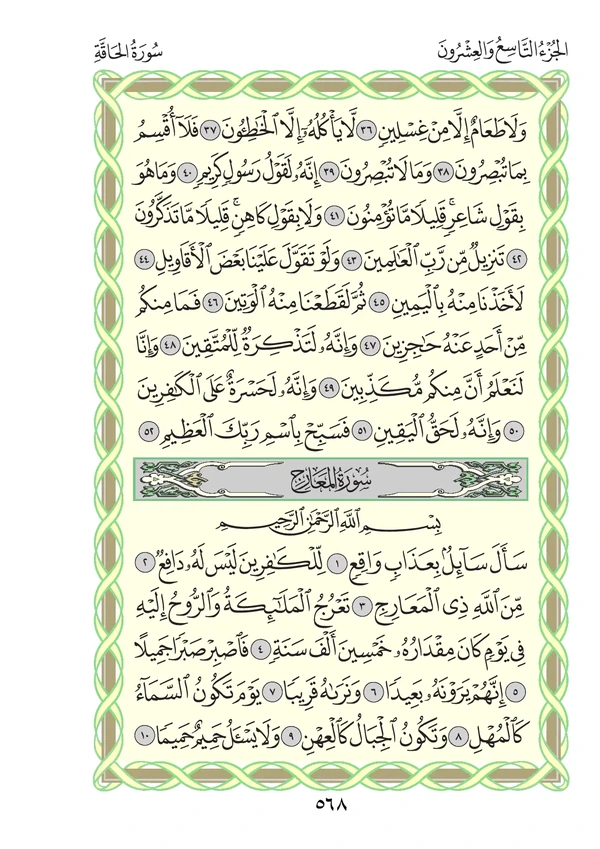 الجُزْءُ التَّاسِعُ وَالعِشْرُونَ
سُورَةُ الحَاقَّةِ
وَلَا طَعَامٌ إِلَّا مِنْ غِسْلِينٍ ٣٦ لَّا يَأْكُلُهُۥٓ إِلَّا ٱلْخَٰطِـُٔونَ ٣٧ فَلَآ أُقْسِمُ
بِمَا تُبْصِرُونَ ٣٨ وَمَا لَا تُبْصِرُونَ ٣٩ إِنَّهُۥ لَقَوْلُ رَسُولٍ كَرِيمٍ ٤٠ وَمَا هُوَ
بِقَوْلِ شَاعِرٍۚ قَلِيلًا مَّا تُؤْمِنُونَ ٤١ وَلَا بِقَوْلِ كَاهِنٍۚ قَلِيلًا مَّا تَذَكَّرُونَ
٤٢ تَنزِيلٌ مِّن رَّبِّ ٱلْعَٰلَمِينَ ٤٣ وَلَوْ تَقَوَّلَ عَلَيْنَا بَعْضَ ٱلْأَقَاوِيلِ ٤٤
لَأَخَذْنَا مِنْهُ بِٱلْيَمِينِ ٤٥ ثُمَّ لَقَطَعْنَا مِنْهُ ٱلْوَتِينَ ٤٦ فَمَا مِنكُم
مِّنْ أَحَدٍ عَنْهُ حَٰجِزِينَ ٤٧ وَإِنَّهُۥ لَتَذْكِرَةٌ لِّلْمُتَّقِينَ ٤٨ وَإِنَّا
لَنَعْلَمُ أَنَّ مِنكُم مُّكَذِّبِينَ ٤٩ وَإِنَّهُۥ لَحَسْرَةٌ عَلَى ٱلْكَٰفِرِينَ
٥٠ وَإِنَّهُۥ لَحَقُّ ٱلْيَقِينِ ٥١ فَسَبِّحْ بِٱسْمِ رَبِّكَ ٱلْعَظِيمِ ٥٢
سُورَةُ المَعَارِجِ
بِسْمِ ٱللَّهِ ٱلرَّحْمَٰنِ ٱلرَّحِيمِ
سَأَلَ سَآئِلٌۢ بِعَذَابٍ وَاقِعٍ ١ لِّلْكَٰفِرِينَ لَيْسَ لَهُۥ دَافِعٌ ٢
مِّنَ ٱللَّهِ ذِى ٱلْمَعَارِجِ ٣ تَعْرُجُ ٱلْمَلَٰٓئِكَةُ وَٱلرُّوحُ إِلَيْهِ
فِى يَوْمٍ كَانَ مِقْدَارُهُۥ خَمْسِينَ أَلْفَ سَنَةٍ ٤ فَٱصْبِرْ صَبْرًا جَمِيلًا
٥ إِنَّهُمْ يَرَوْنَهُۥ بَعِيدًا ٦ وَنَرَىٰهُ قَرِيبًا ٧ يَوْمَ تَكُونُ ٱلسَّمَآءُ
كَٱلْمُهْلِ ٨ وَتَكُونُ ٱلْجِبَالُ كَٱلْعِهْنِ ٩ وَلَا يَسْـَٔلُ حَمِيمٌ حَمِيمًا ١٠
٥٦٨